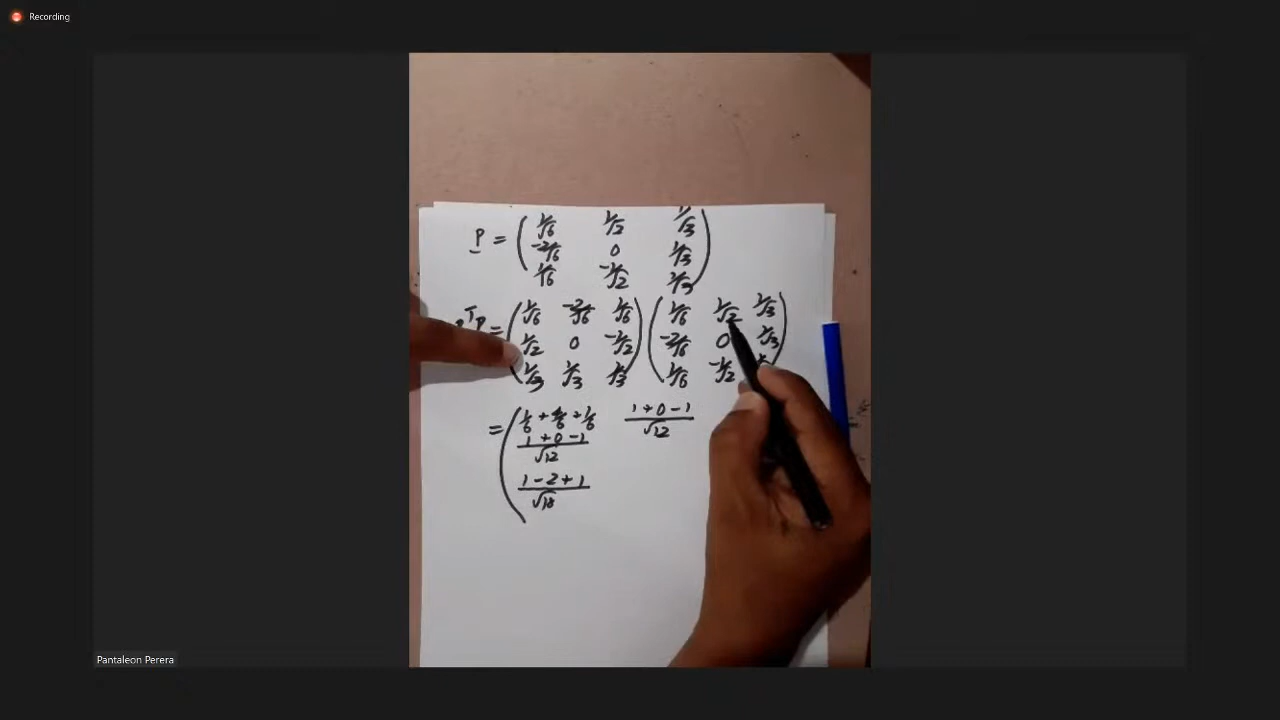 Recording
P = ( 1/√6 1/√2 1/√3
-2/√6 0 1/√3
1/√6 -1/√2 1/√3 )
PᵀP = ( 1/√6 -2/√6 1/√6 ) ( 1/√6 1/√2 1/√3 )
1/√2 0 -1/√2 -2/√6 0 1/√3
1/√3 1/√3 1/√3 1/√6 -1/√2
= ( 1/6 + 4/6 + 1/6 1+0-1/√12
1+0-1/√12
1-2+1/√18
Pantaleon Perera